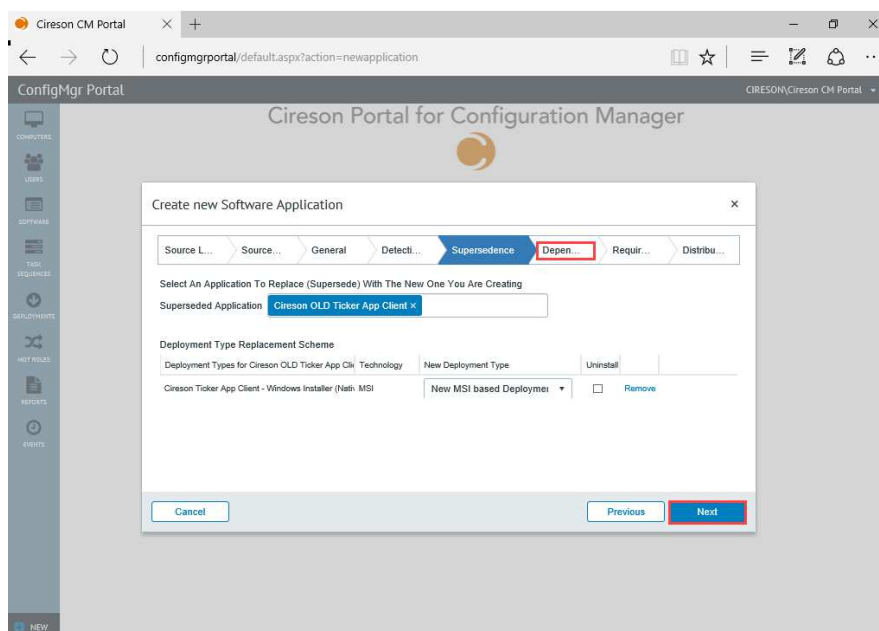 Cireson CM Portal
configmgrportal/default.aspx?action=newapplication
ConfigMgr Portal
CIRESON\Cireson CM Portal
Cireson Portal for Configuration Manager
COMPUTERS
USERS
SOFTWARE
TASK
SEQUENCES
DEPLOYMENTS
HOT ROLES
REPORTS
EVENTS
NEW
Create new Software Application
Source L... Source... General Detecti... Supersedence Depen... Requir... Distribu...
Select An Application To Replace (Supersede) With The New One You Are Creating
Superseded Application Cireson OLD Ticker App Client ×
Deployment Type Replacement Scheme
Deployment Types for Cireson OLD Ticker App Clie Technology New Deployment Type Uninstall
Cireson Ticker App Client - Windows Installer (Nativ MSI New MSI based Deploymen Remove
Cancel Previous Next